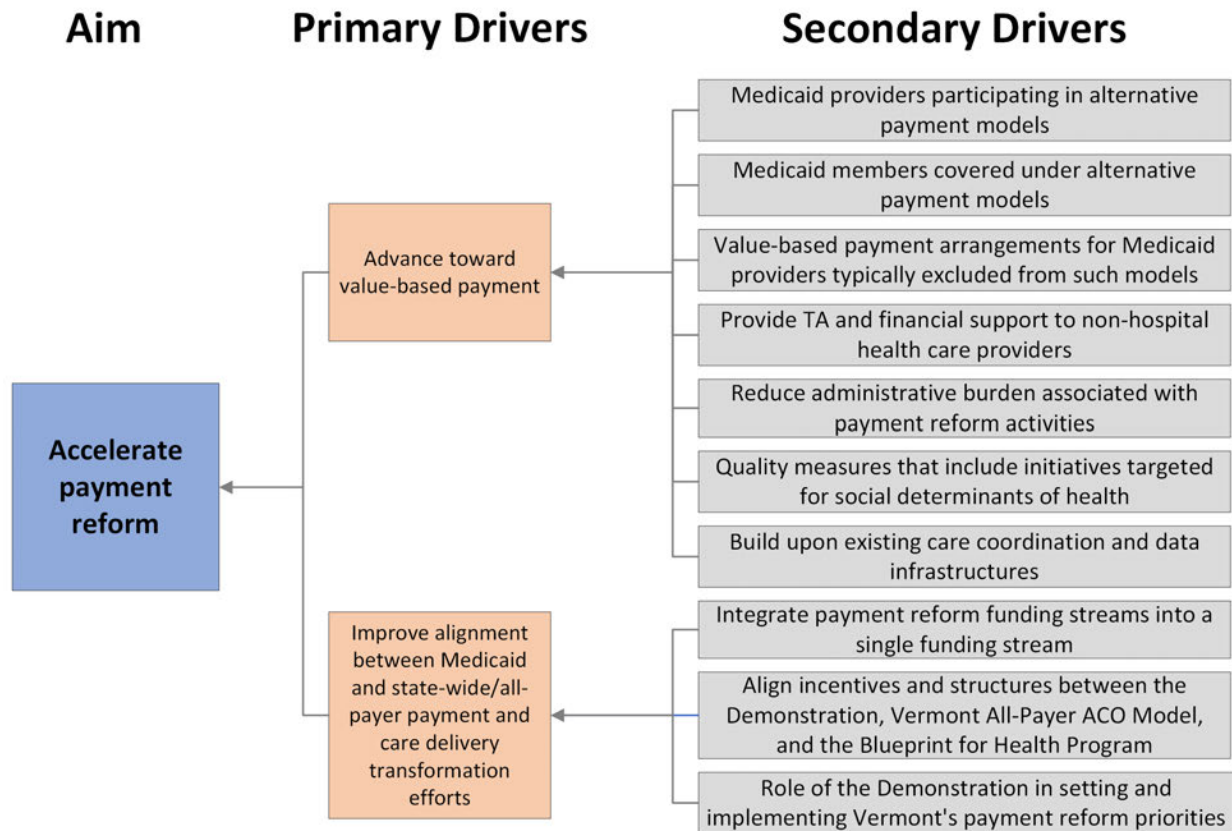 Aim
Primary Drivers
Secondary Drivers
Accelerate
payment
reform
Advance toward
value-based payment
Improve alignment
between Medicaid
and state-wide/all-
payer payment and
care delivery
transformation
efforts
Medicaid providers participating in alternative
payment models
Medicaid members covered under alternative
payment models
Value-based payment arrangements for Medicaid
providers typically excluded from such models
Provide TA and financial support to non-hospital
health care providers
Reduce administrative burden associated with
payment reform activities
Quality measures that include initiatives targeted
for social determinants of health
Build upon existing care coordination and data
infrastructures
Integrate payment reform funding streams into a
single funding stream
Align incentives and structures between the
Demonstration, Vermont All-Payer ACO Model,
and the Blueprint for Health Program
Role of the Demonstration in setting and
implementing Vermont's payment reform priorities